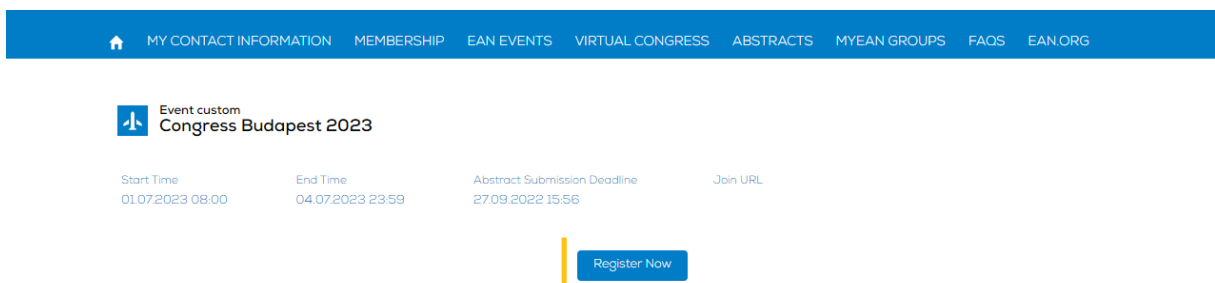 MY CONTACT INFORMATION MEMBERSHIP EAN EVENTS VIRTUAL CONGRESS ABSTRACTS MYEAN GROUPS FAQS EAN.ORG
Event custom
Congress Budapest 2023
Start Time End Time Abstract Submission Deadline Join URL
01.07.2023 08:00 04.07.2023 23:59 27.09.2022 15:56
Register Now